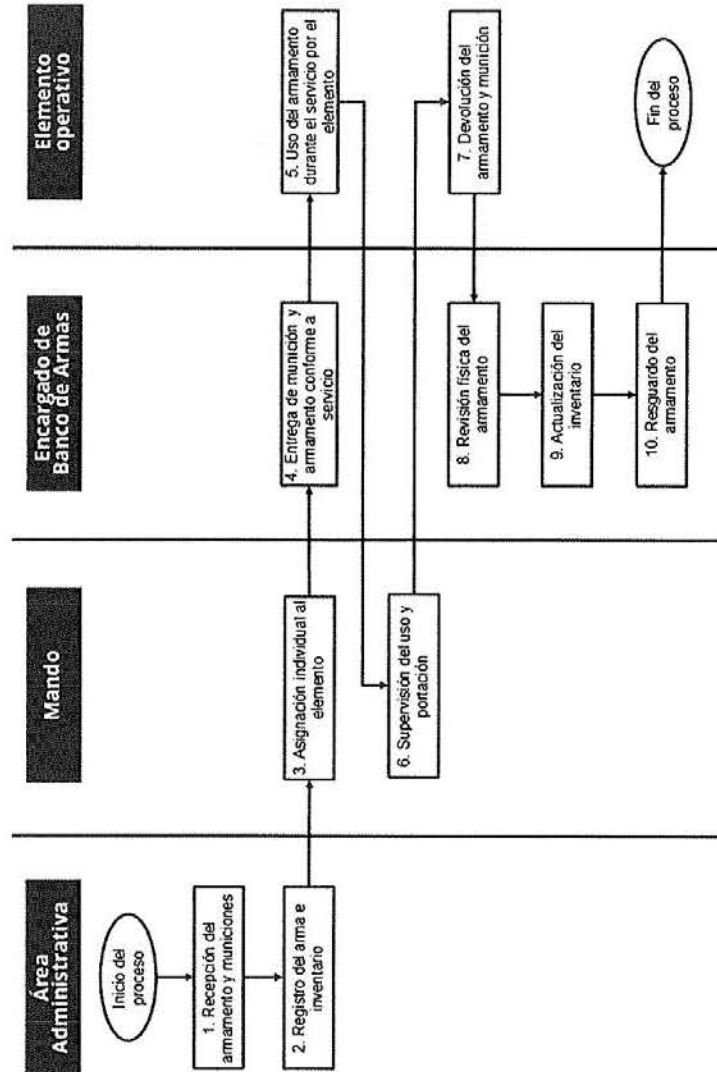 Área
Administrativa
Mando
Encargado de
Banco de Armas
Elemento
operativo
Inicio del
proceso
1. Recepción del
armamento y municiones
2. Registro del arma e
inventario
3. Asignación individual al
elemento
4. Entrega de munición y
armamento conforme a
servicio
5. Uso del armamento
durante el servicio por el
elemento
6. Supervisión del uso y
portación
7. Devolución del
armamento y munición
8. Revisión física del
armamento
9. Actualización del
inventario
10. Resguardo del
armamento
Fin del
proceso